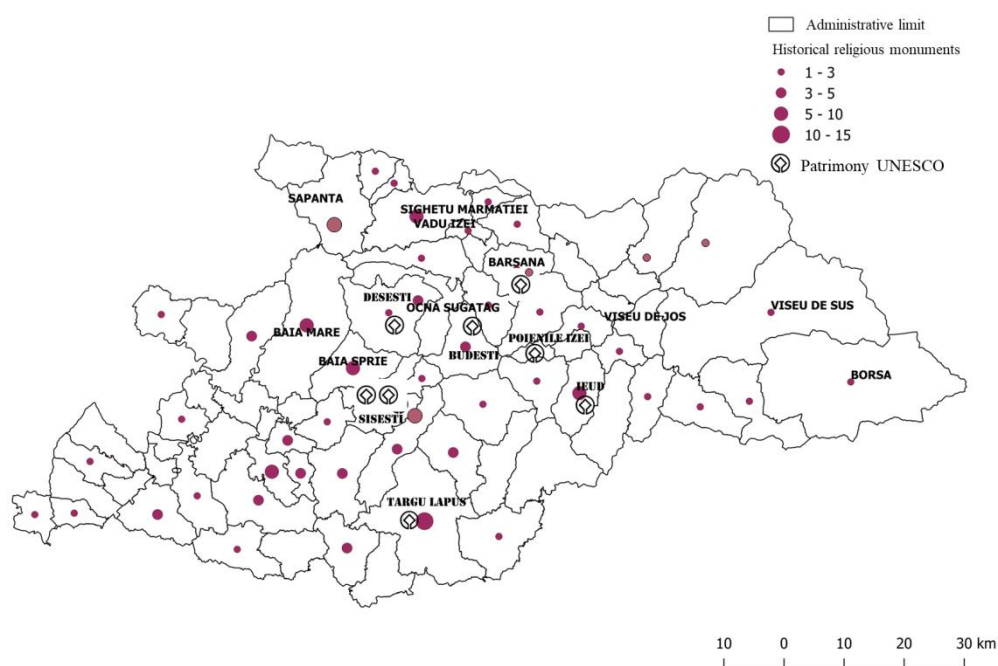 Administrative limit
Historical religious monuments
1 - 3
3 - 5
5 - 10
10 - 15
Patrimony UNESCO
SAPANTA
SIGHETU MARMATIEI
VADU IZEI
BARSANA
DESESTI
OCNA SUGATAG
VISEU DE SUS
VISEU DE JOS
BAIA MARE
POIENILE IZEI
BUDESTI
BAIA SPRIE
BORSA
IEUD
SISESTI
TARGU LAPUS
10 0 10 20 30 km